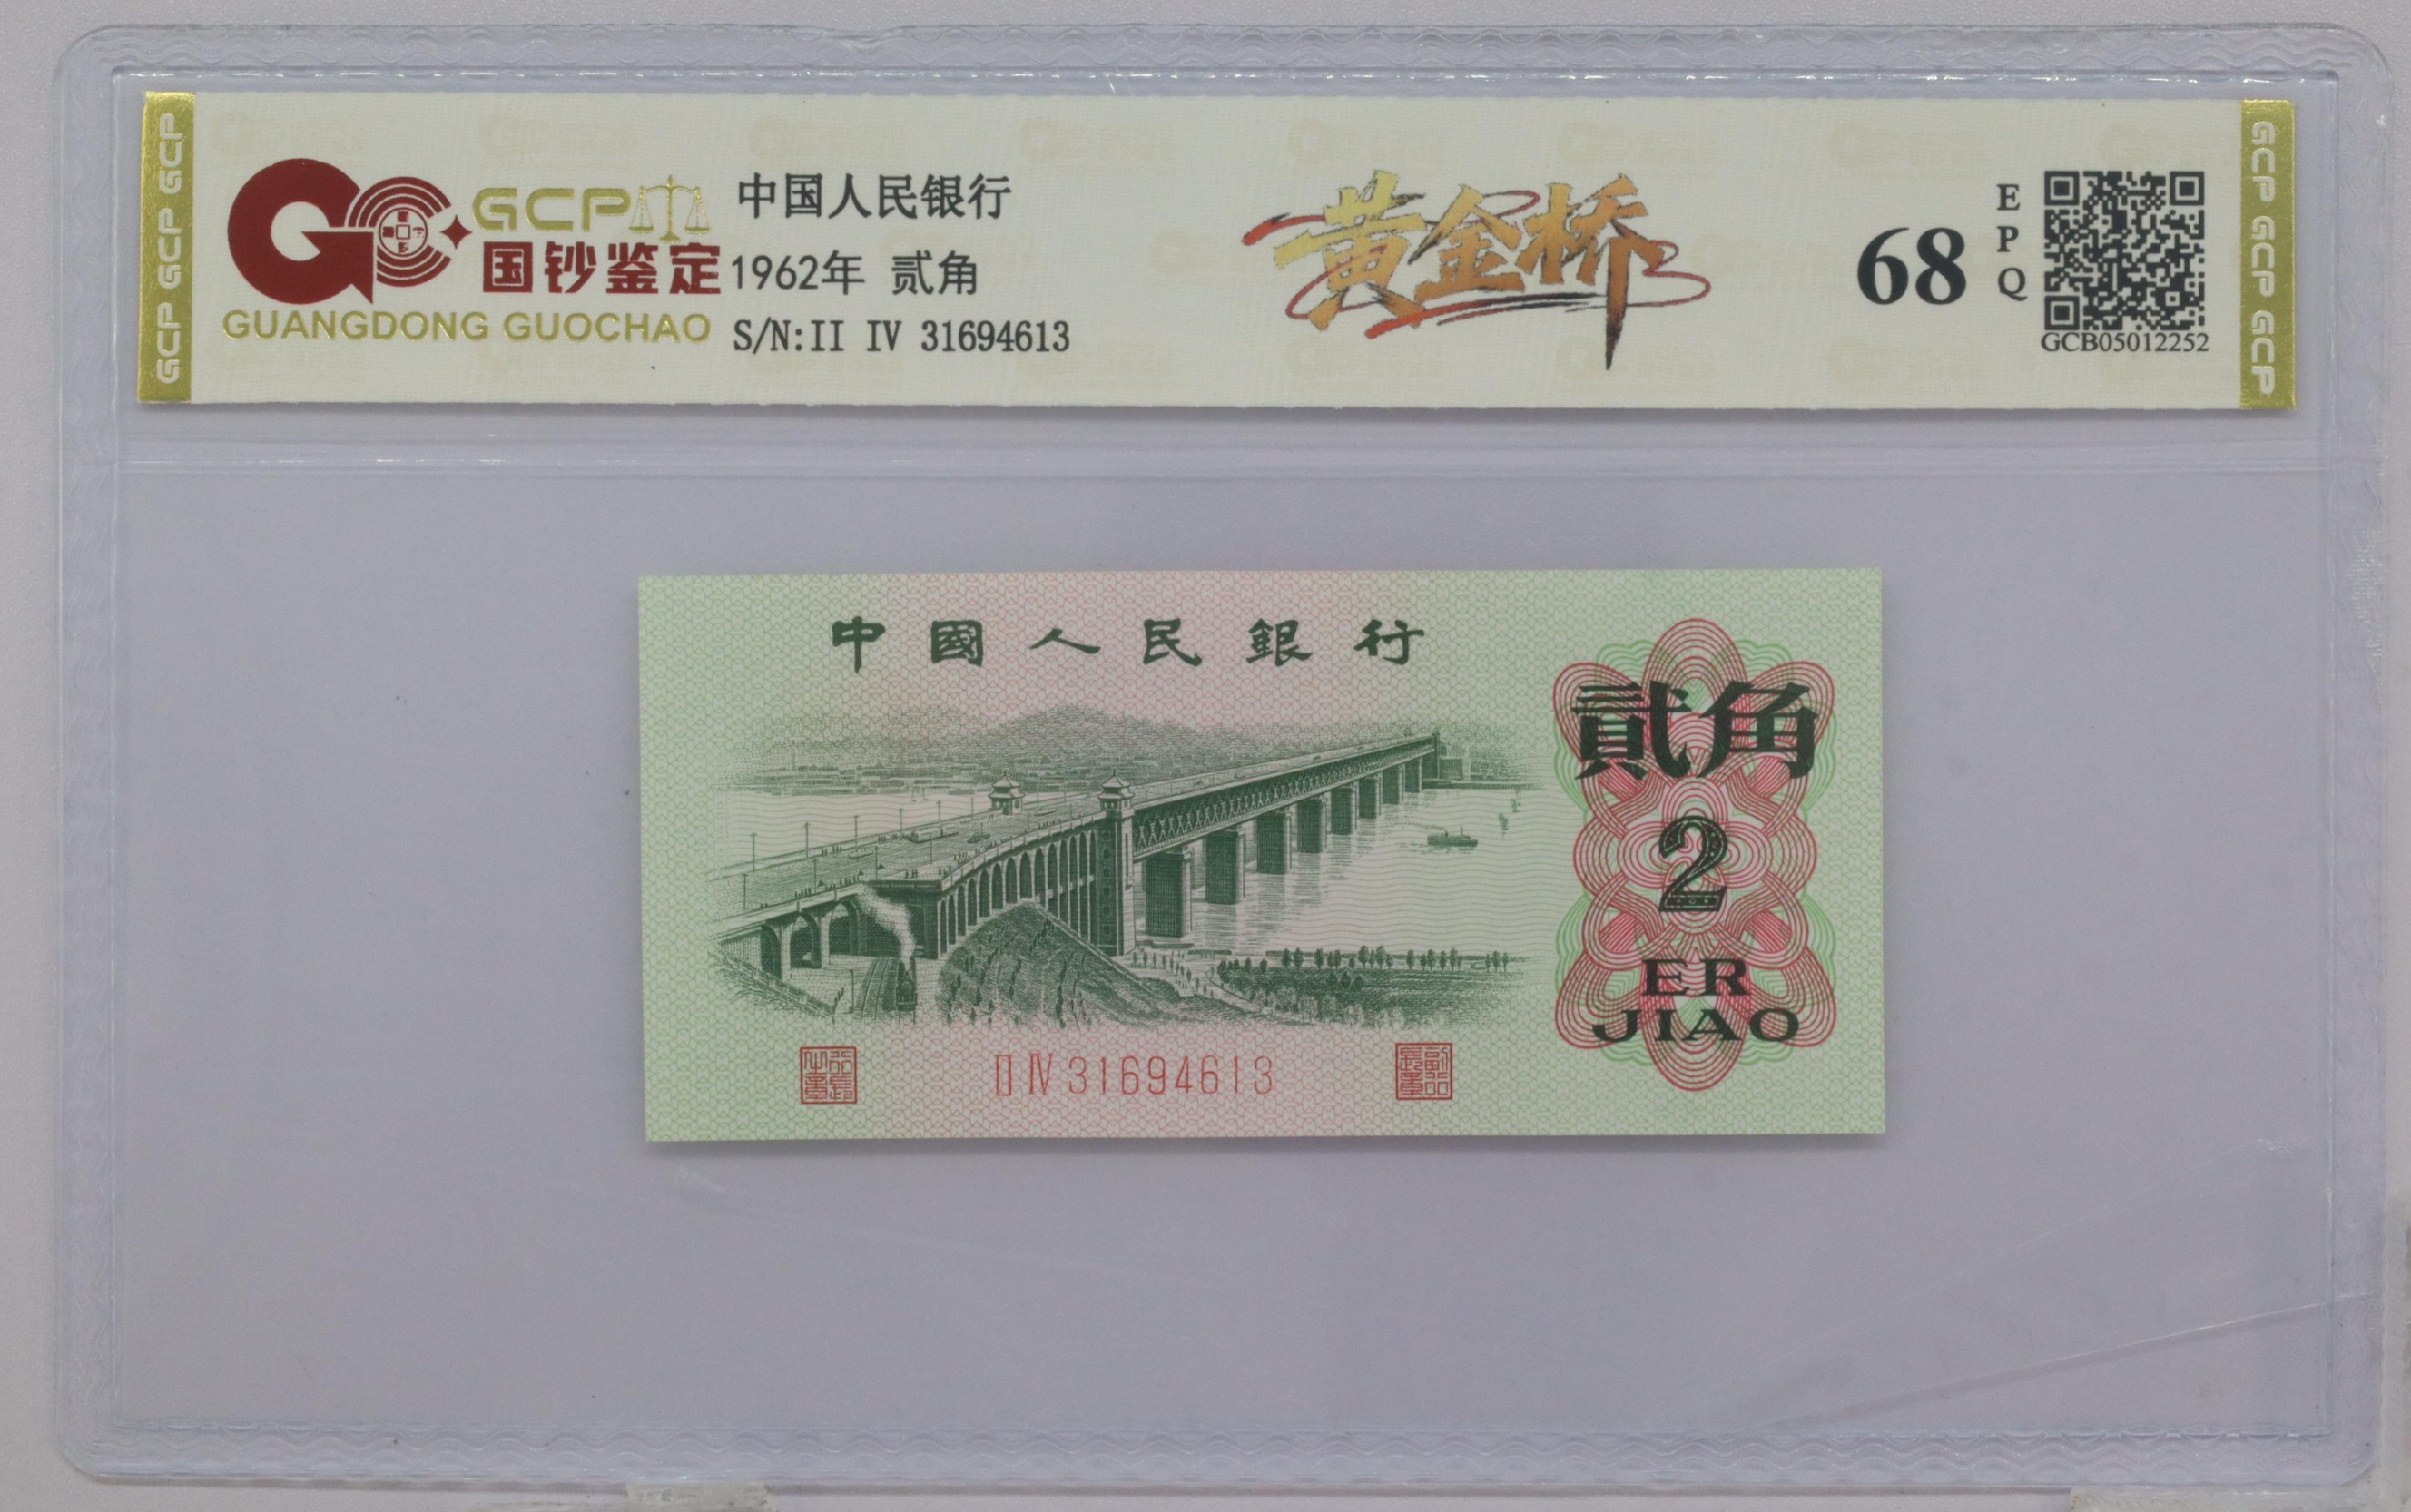 GCP GCP GCP
GCP
国钞鉴定
GUANGDONG GUOCHAO
中国人民银行
1962年 贰角
S/N:II IV 31694613
黄金桥
68
EPQ
GCB05012252
GCP GCP GCP
中國人民銀行
貳角
2
ER
JIAO
II IV 31694613